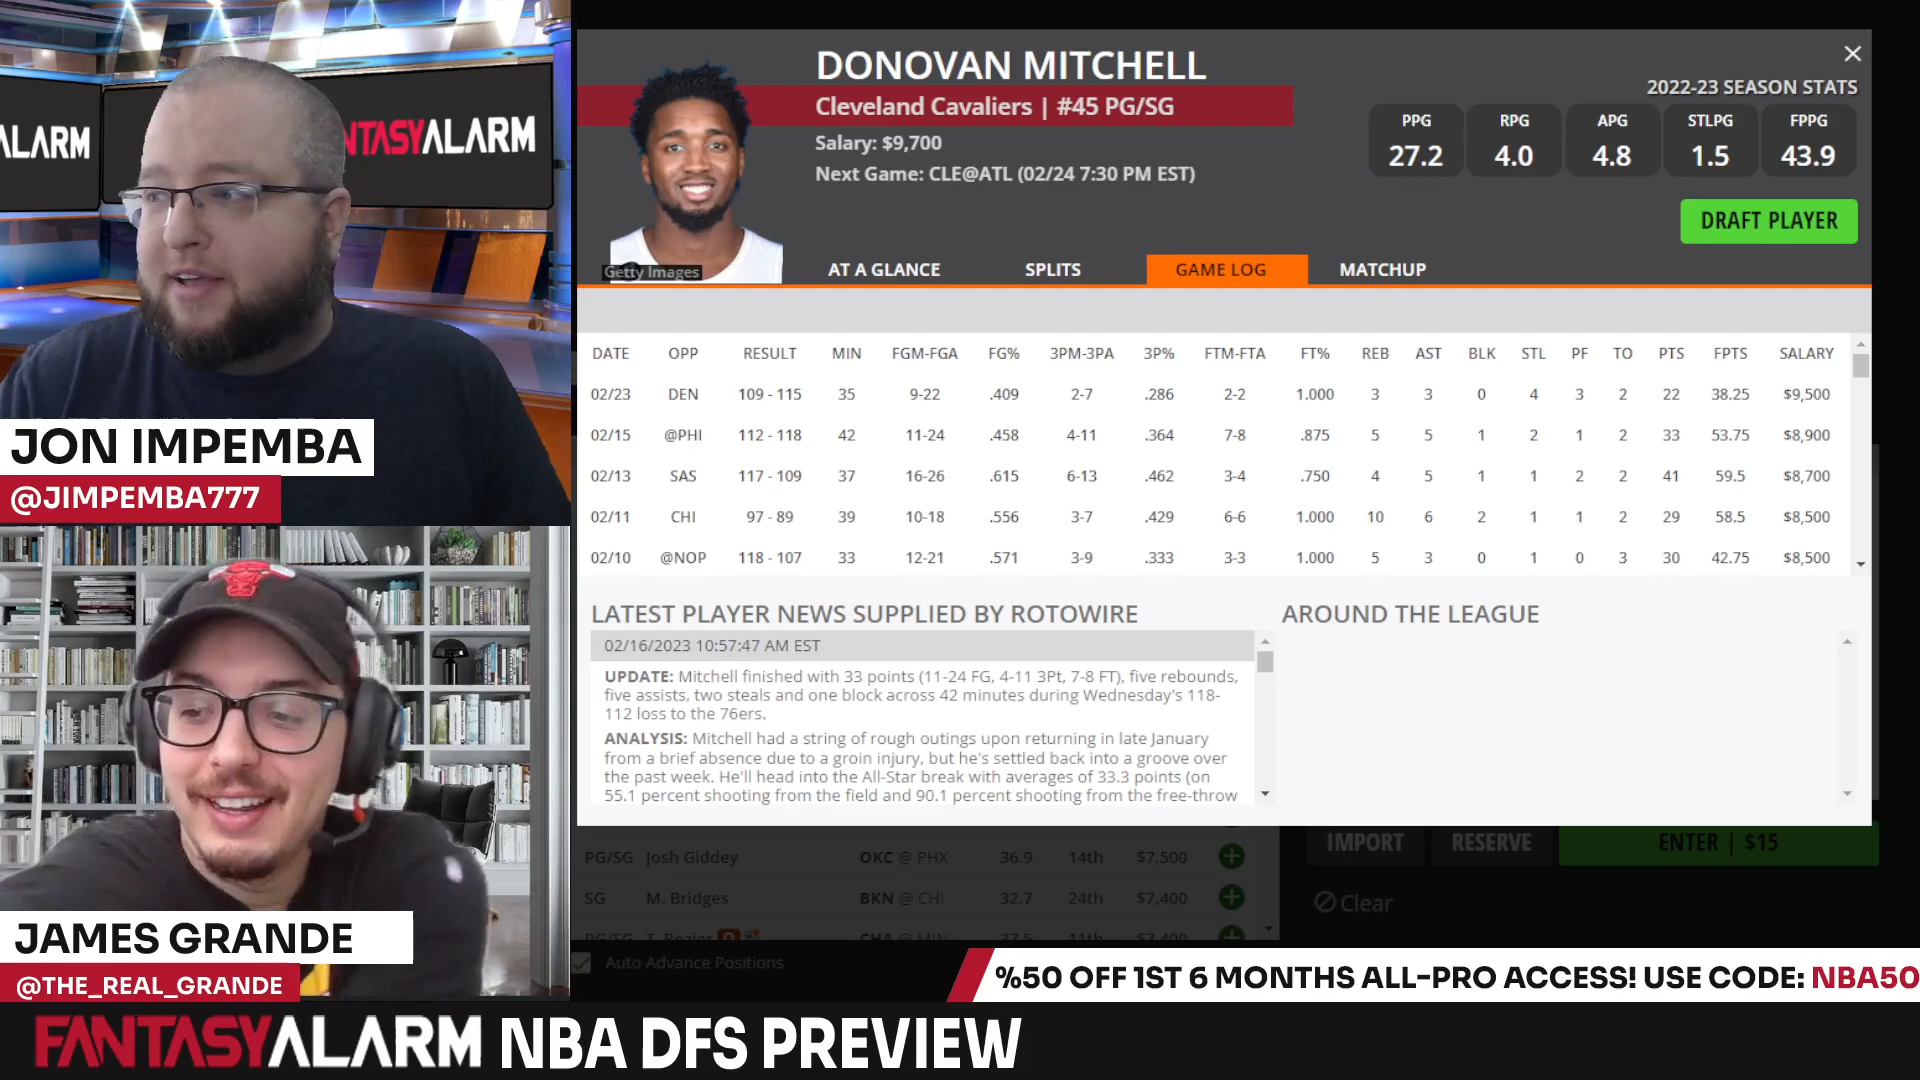 ALARM
FANTASYALARM
JON IMPEMBA
@JIMPEMBA777
JAMES GRANDE
@THE_REAL_GRANDE
DONOVAN MITCHELL
Cleveland Cavaliers | #45 PG/SG
Salary: $9,700
Next Game: CLE@ATL (02/24 7:30 PM EST)
Getty Images
2022-23 SEASON STATS
PPG RPG APG STLPG FPPG
27.2 4.0 4.8 1.5 43.9
DRAFT PLAYER
AT A GLANCE SPLITS GAME LOG MATCHUP
DATE OPP RESULT MIN FGM-FGA FG% 3PM-3PA 3P% FTM-FTA FT% REB AST BLK STL PF TO PTS FPTS SALARY
02/23 DEN 109 - 115 35 9-22 .409 2-7 .286 2-2 1.000 3 3 0 4 3 2 22 38.25 $9,500
02/15 @PHI 112 - 118 42 11-24 .458 4-11 .364 7-8 .875 5 5 1 2 1 2 33 53.75 $8,900
02/13 SAS 117 - 109 37 16-26 .615 6-13 .462 3-4 .750 4 5 1 1 2 2 41 59.5 $8,700
02/11 CHI 97 - 89 39 10-18 .556 3-7 .429 6-6 1.000 10 6 2 1 1 2 29 58.5 $8,500
02/10 @NOP 118 - 107 33 12-21 .571 3-9 .333 3-3 1.000 5 3 0 1 0 3 30 42.75 $8,500
LATEST PLAYER NEWS SUPPLIED BY ROTOWIRE
02/16/2023 10:57:47 AM EST
UPDATE: Mitchell finished with 33 points (11-24 FG, 4-11 3Pt, 7-8 FT), five rebounds,
five assists, two steals and one block across 42 minutes during Wednesday's 118-
112 loss to the 76ers.
ANALYSIS: Mitchell had a string of rough outings upon returning in late January
from a brief absence due to a groin injury, but he's settled back into a groove over
the past week. He'll head into the All-Star break with averages of 33.3 points (on
55.1 percent shooting from the field and 90.1 percent shooting from the free-throw
AROUND THE LEAGUE
PG/SG Josh Giddey OKC @ PHX 36.9 14th $7,500
SG M. Bridges BKN @ CHI 32.7 24th $7,400
PG/SG T. Rozier CHA @ MIN 37.5 11th $7,400
Auto Advance Positions
IMPORT RESERVE ENTER | $15
Clear
%50 OFF 1ST 6 MONTHS ALL-PRO ACCESS! USE CODE: NBA50
FANTASYALARM NBA DFS PREVIEW